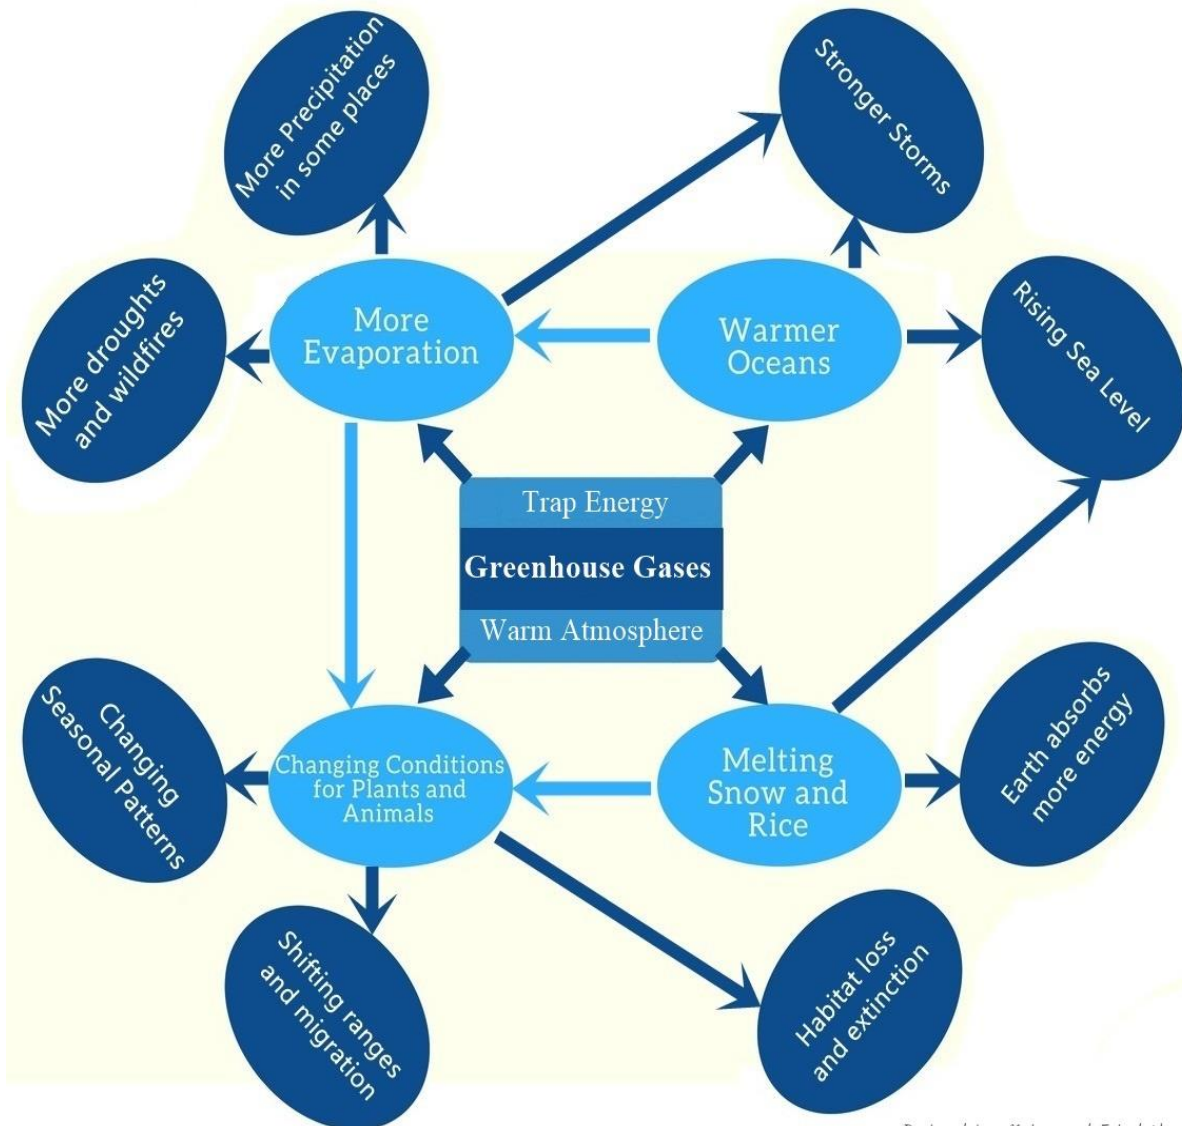 More Precipitation
in some places
Stronger Storms
More droughts
and wildfires
More
Evaporation
Warmer
Oceans
Rising Sea Level
Trap Energy
Greenhouse Gases
Warm Atmosphere
Changing
Seasonal Patterns
Changing Conditions
for Plants and
Animals
Melting
Snow and
Rice
Earth absorbs
more energy
Shifting ranges
and migration
Habitat loss
and extinction